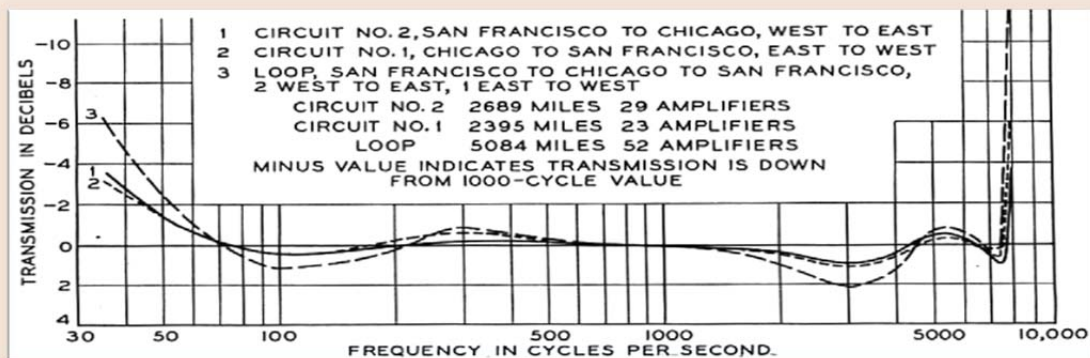 1 CIRCUIT NO. 2, SAN FRANCISCO TO CHICAGO, WEST TO EAST
2 CIRCUIT NO. 1, CHICAGO TO SAN FRANCISCO, EAST TO WEST
3 LOOP, SAN FRANCISCO TO CHICAGO TO SAN FRANCISCO,
2 WEST TO EAST, 1 EAST TO WEST
CIRCUIT NO. 2 2689 MILES 29 AMPLIFIERS
CIRCUIT NO. 1 2395 MILES 23 AMPLIFIERS
LOOP 5084 MILES 52 AMPLIFIERS
MINUS VALUE INDICATES TRANSMISSION IS DOWN
FROM 1000-CYCLE VALUE
TRANSMISSION IN DECIBELS
-10
-8
-6
-4
-2
0
2
4
3
1
2
30 50 100 500 1000 5000 10,000
FREQUENCY IN CYCLES PER SECOND